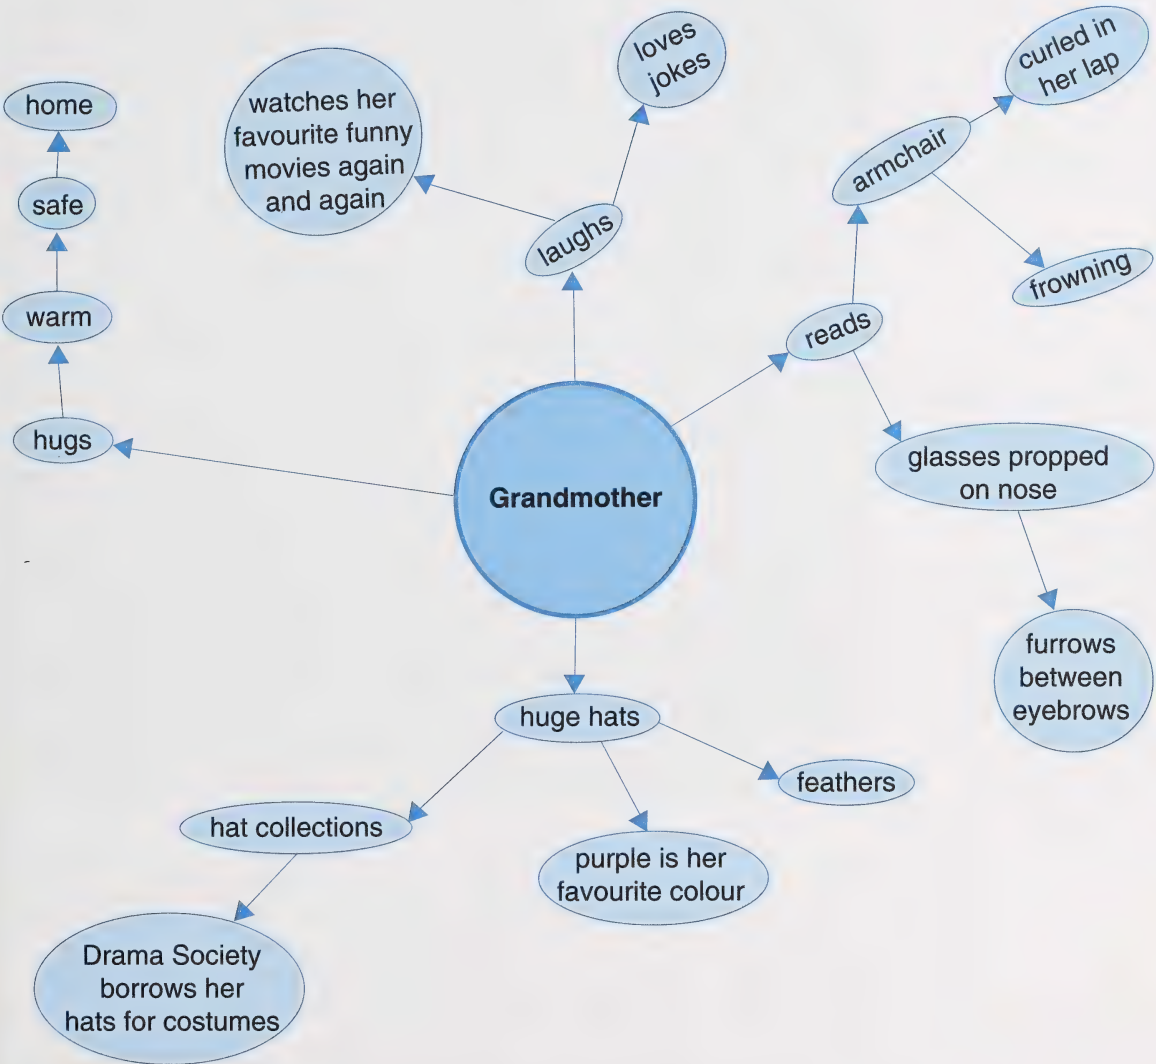 loves
jokes
curled in
her lap
watches her
favourite funny
movies again
and again
home
armchair
safe
laughs
frowning
warm
reads
hugs
glasses propped
on nose
Grandmother
furrows
between
eyebrows
huge hats
feathers
hat collections
purple is her
favourite colour
Drama Society
borrows her
hats for costumes